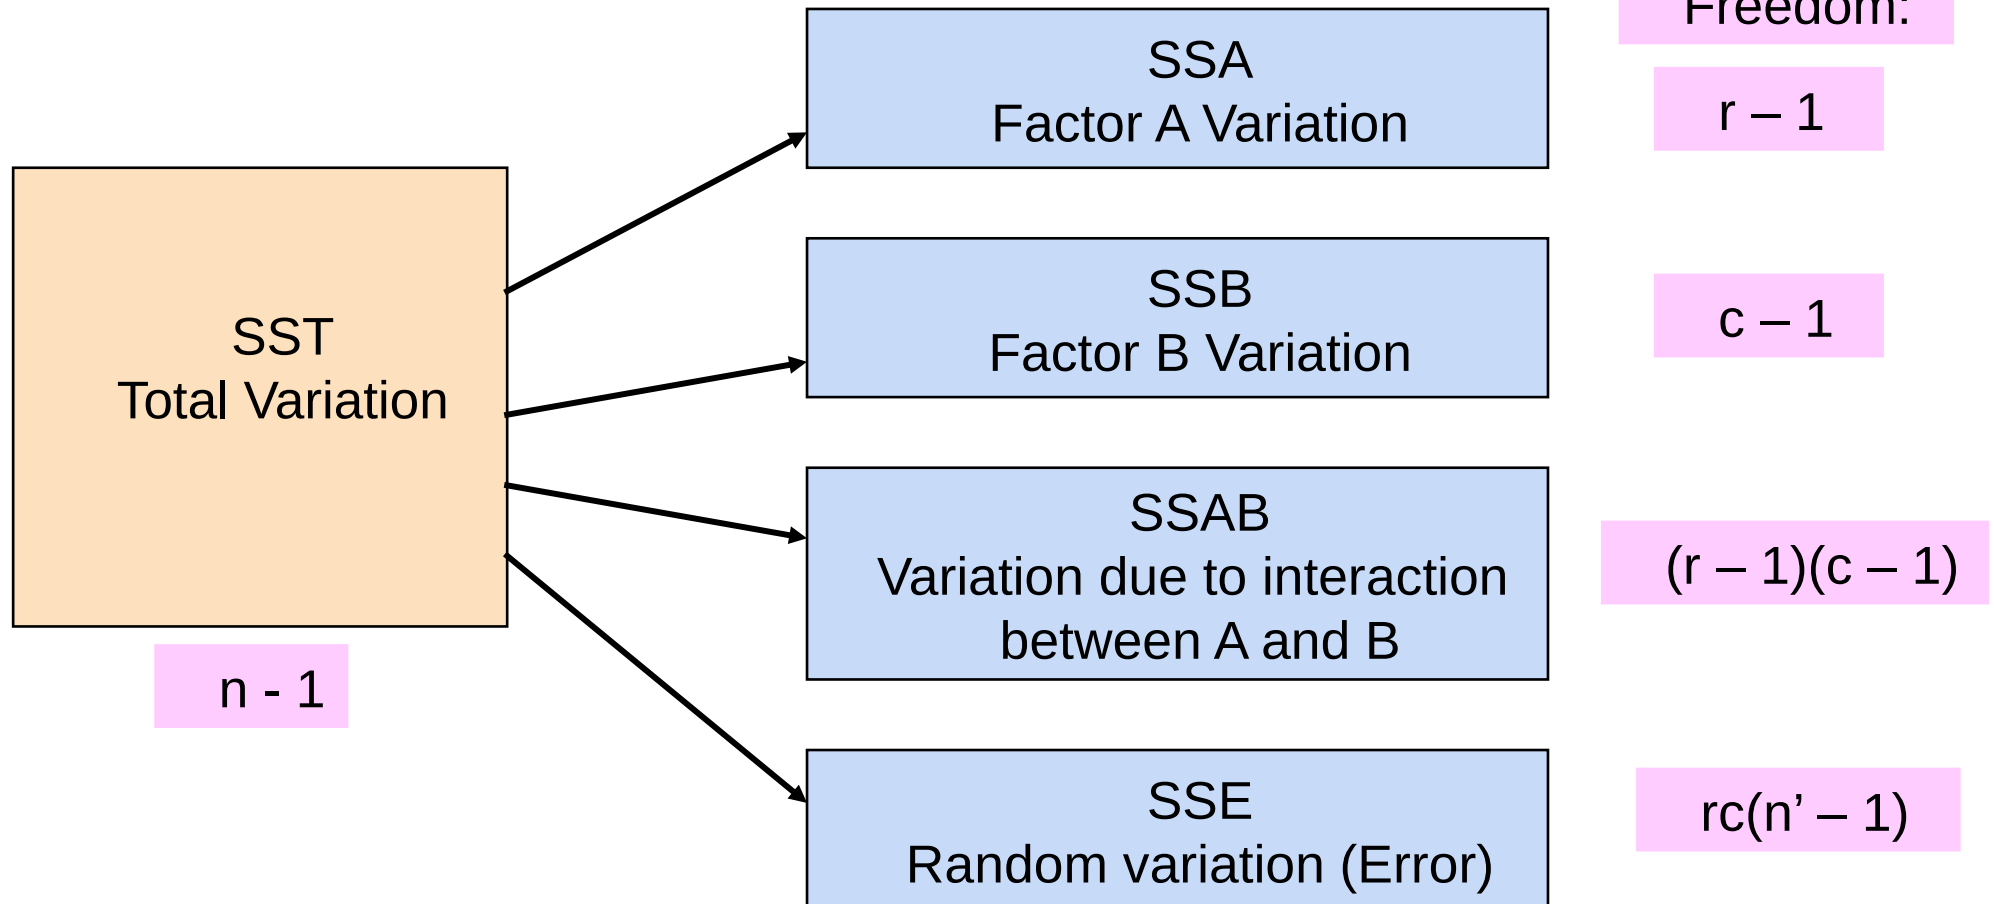 Freedom:
SSA
Factor A Variation
r – 1
SST
Total Variation
n - 1
SSB
Factor B Variation
c – 1
SSAB
Variation due to interaction
between A and B
(r – 1)(c – 1)
SSE
Random variation (Error)
rc(n’ – 1)